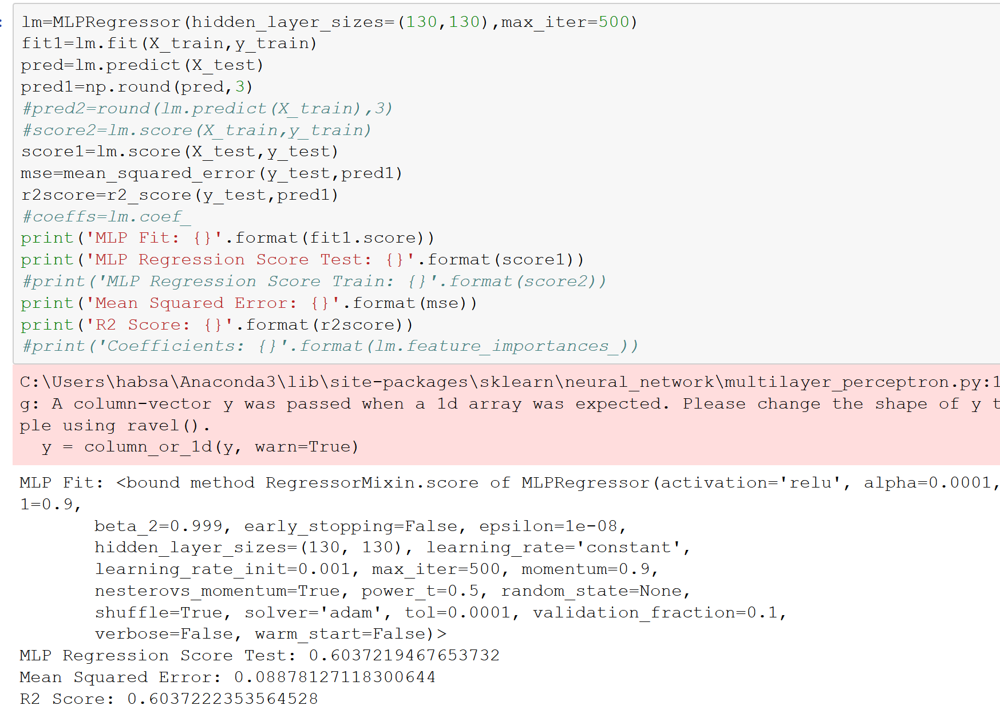 :
lm=MLPRegressor(hidden_layer_sizes=(130,130),max_iter=500)
fit1=lm.fit(X_train,y_train)
pred=lm.predict(X_test)
pred1=np.round(pred,3)
#pred2=round(lm.predict(X_train),3)
#score2=lm.score(X_train,y_train)
score1=lm.score(X_test,y_test)
mse=mean_squared_error(y_test,pred1)
r2score=r2_score(y_test,pred1)
#coeffs=lm.coef_
print('MLP Fit: {}'.format(fit1.score))
print('MLP Regression Score Test: {}'.format(score1))
#print('MLP Regression Score Train: {}'.format(score2))
print('Mean Squared Error: {}'.format(mse))
print('R2 Score: {}'.format(r2score))
#print('Coefficients: {}'.format(lm.feature_importances_))
C:\Users\habsa\Anaconda3\lib\site-packages\sklearn\neural_network\multilayer_perceptron.py:1
g: A column-vector y was passed when a 1d array was expected. Please change the shape of y t
ple using ravel().
  y = column_or_1d(y, warn=True)
MLP Fit: <bound method RegressorMixin.score of MLPRegressor(activation='relu', alpha=0.0001,
1=0.9,
       beta_2=0.999, early_stopping=False, epsilon=1e-08,
       hidden_layer_sizes=(130, 130), learning_rate='constant',
       learning_rate_init=0.001, max_iter=500, momentum=0.9,
       nesterovs_momentum=True, power_t=0.5, random_state=None,
       shuffle=True, solver='adam', tol=0.0001, validation_fraction=0.1,
       verbose=False, warm_start=False)>
MLP Regression Score Test: 0.6037219467653732
Mean Squared Error: 0.08878127118300644
R2 Score: 0.6037222353564528